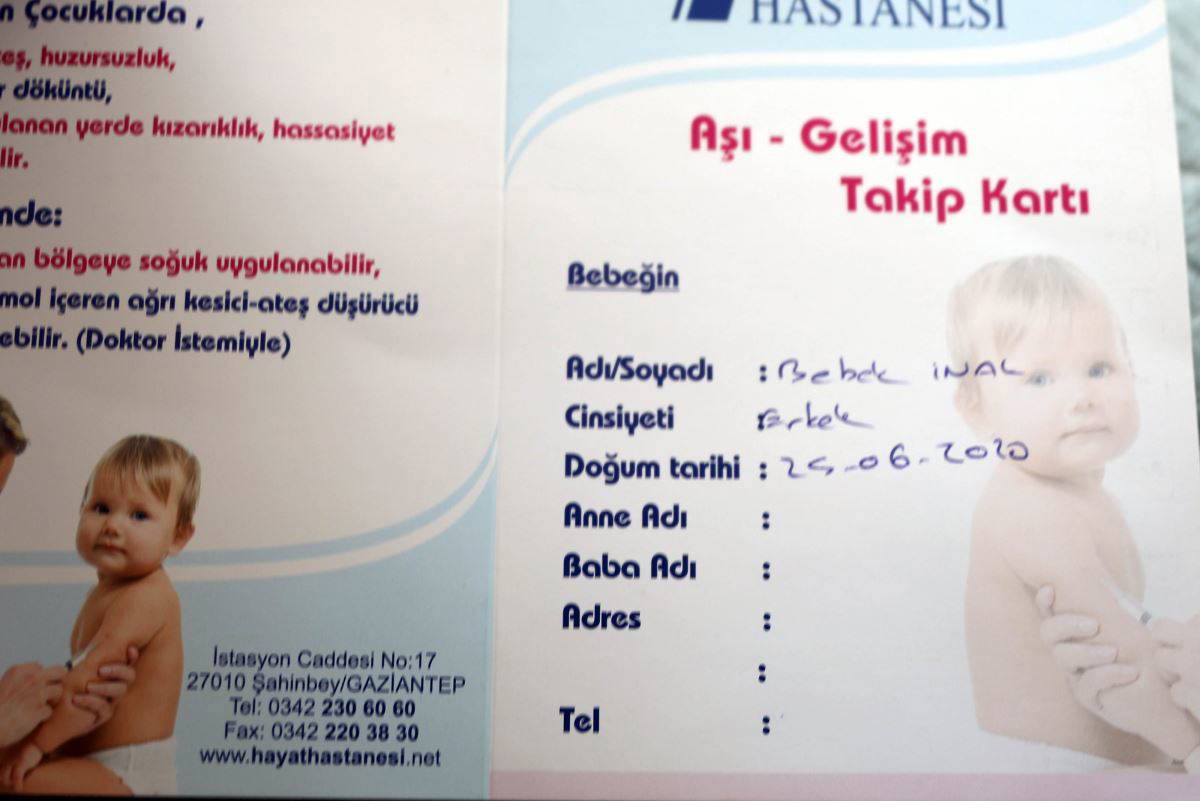 n Çocuklarda ,
eş, huzursuzluk,
r döküntü,
lanan yerde kızarıklık, hassasiyet
lir.
nde:
an bölgeye soğuk uygulanabilir,
mol içeren ağrı kesici-ateş düşürücü
ebilir. (Doktor İstemiyle)
İstasyon Caddesi No:17
27010 Şahinbey/GAZİANTEP
Tel: 0342 230 60 60
Fax: 0342 220 38 30
www.hayathastanesi.net
HASTANESİ
Aşı - Gelişim
Takip Kartı
Bebeğin
Adı/Soyadı : Bebek İNAL
Cinsiyeti : Erkek
Doğum tarihi : 25-06-2020
Anne Adı :
Baba Adı :
Adres :
:
Tel :